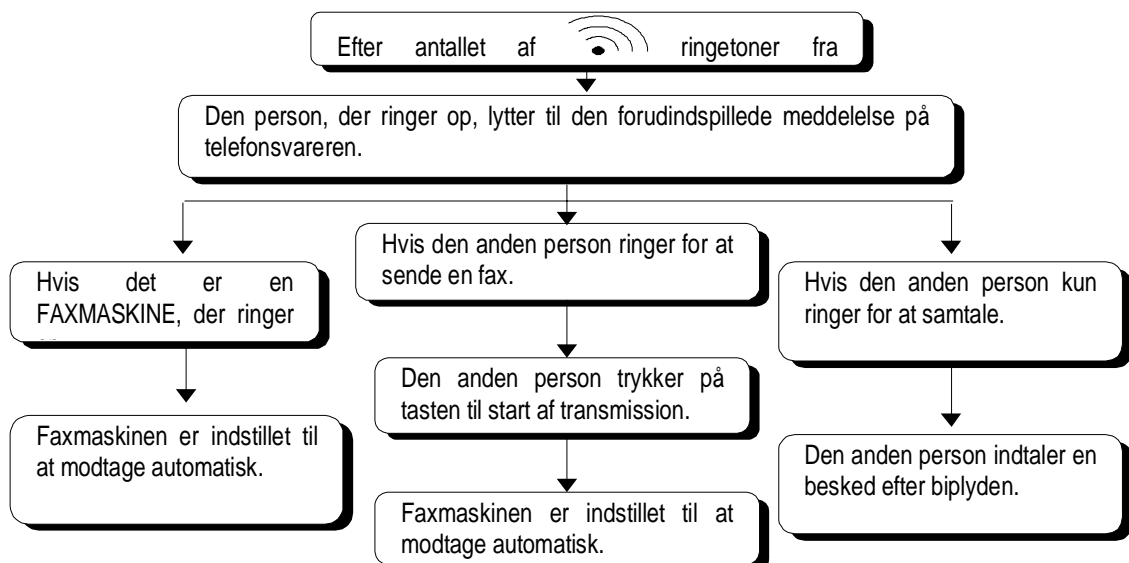 Efter antallet af ringetoner fra
Den person, der ringer op, lytter til den forudindspillede meddelelse på
telefonsvareren.
Hvis det er en
FAXMASKINE, der ringer
Faxmaskinen er indstillet til
at modtage automatisk.
Hvis den anden person ringer for at
sende en fax.
Den anden person trykker på
tasten til start af transmission.
Faxmaskinen er indstillet til at
modtage automatisk.
Hvis den anden person kun
ringer for at samtale.
Den anden person indtaler en
besked efter biplyden.